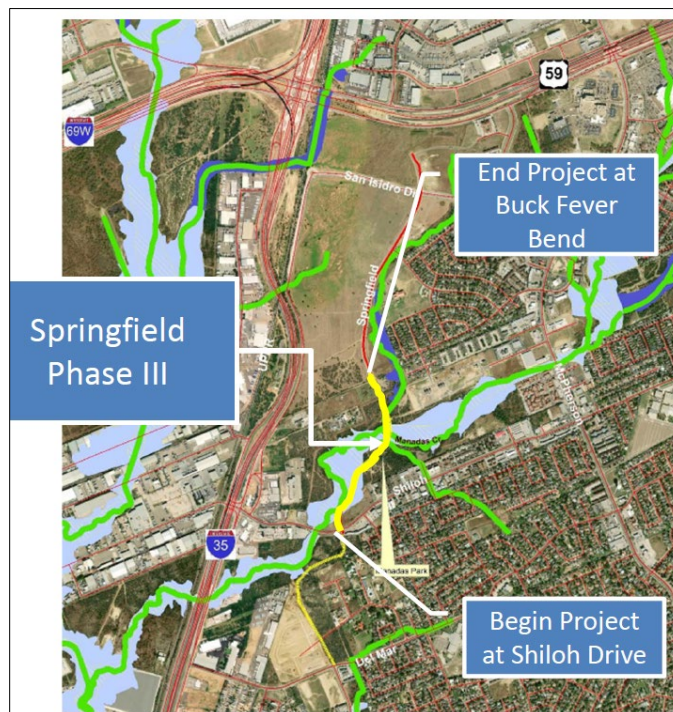 59
69W
San Isidro Dr
End Project at
Buck Fever
Bend
Springfield
Springfield
Phase III
UPRR
McPherson
Manadas Cr
Shiloh
35
Manadas Park
Begin Project
at Shiloh Drive
Del Mar